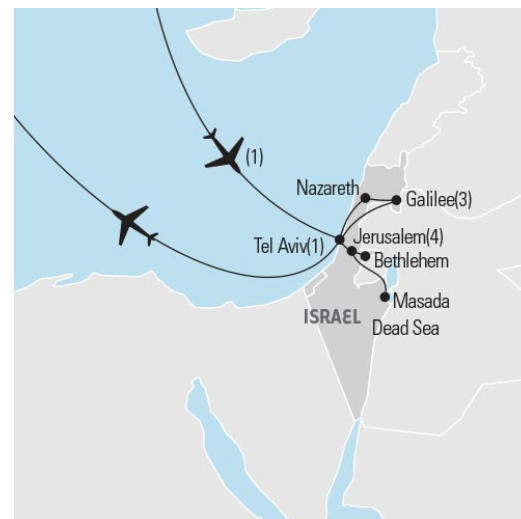 (1)
Nazareth
Galilee(3)
Tel Aviv(1)
Jerusalem(4)
Bethlehem
Masada
ISRAEL
Dead Sea